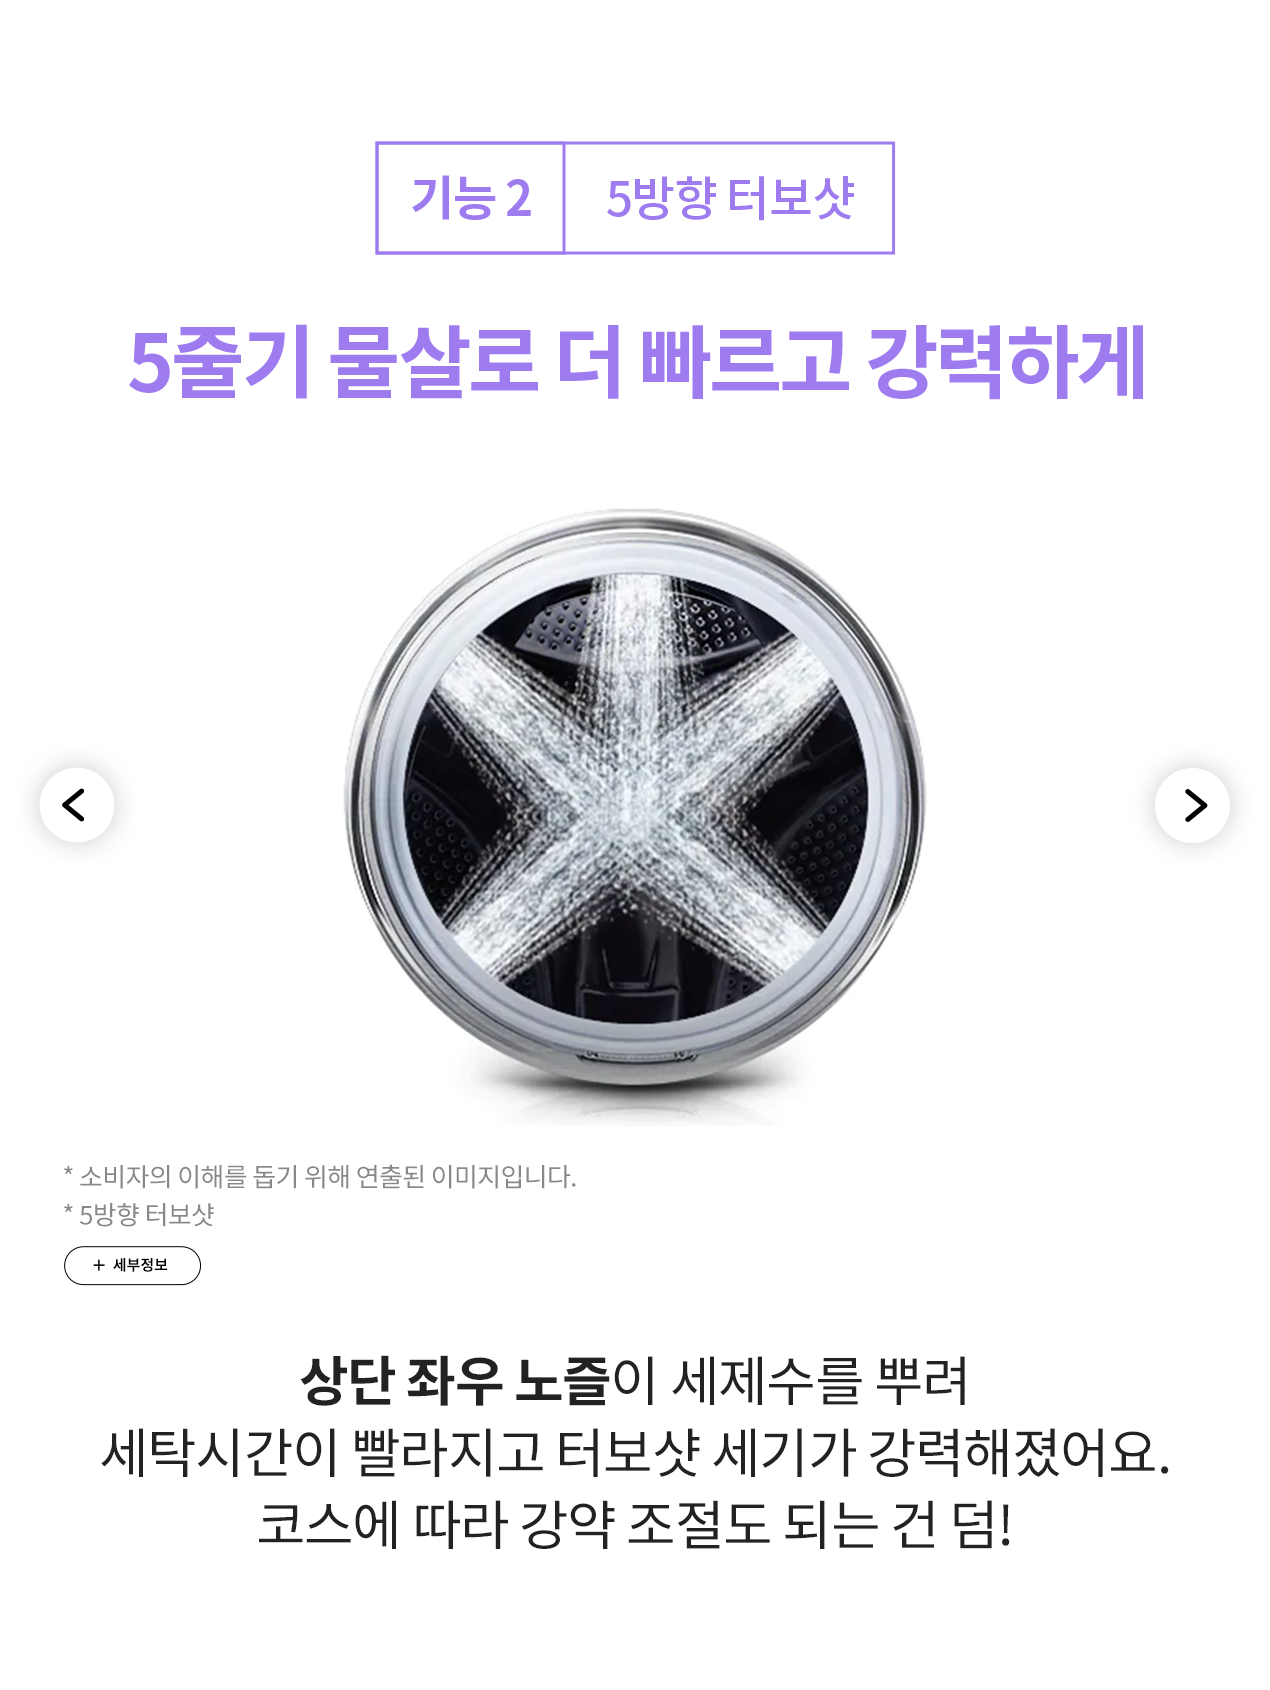 기능 2 5방향 터보샷
5줄기 물살로 더 빠르고 강력하게
* 소비자의 이해를 돕기 위해 연출된 이미지입니다.
* 5방향 터보샷
+ 세부정보
상단 좌우 노즐이 세제수를 뿌려
세탁시간이 빨라지고 터보샷 세기가 강력해졌어요.
코스에 따라 강약 조절도 되는 건 덤!